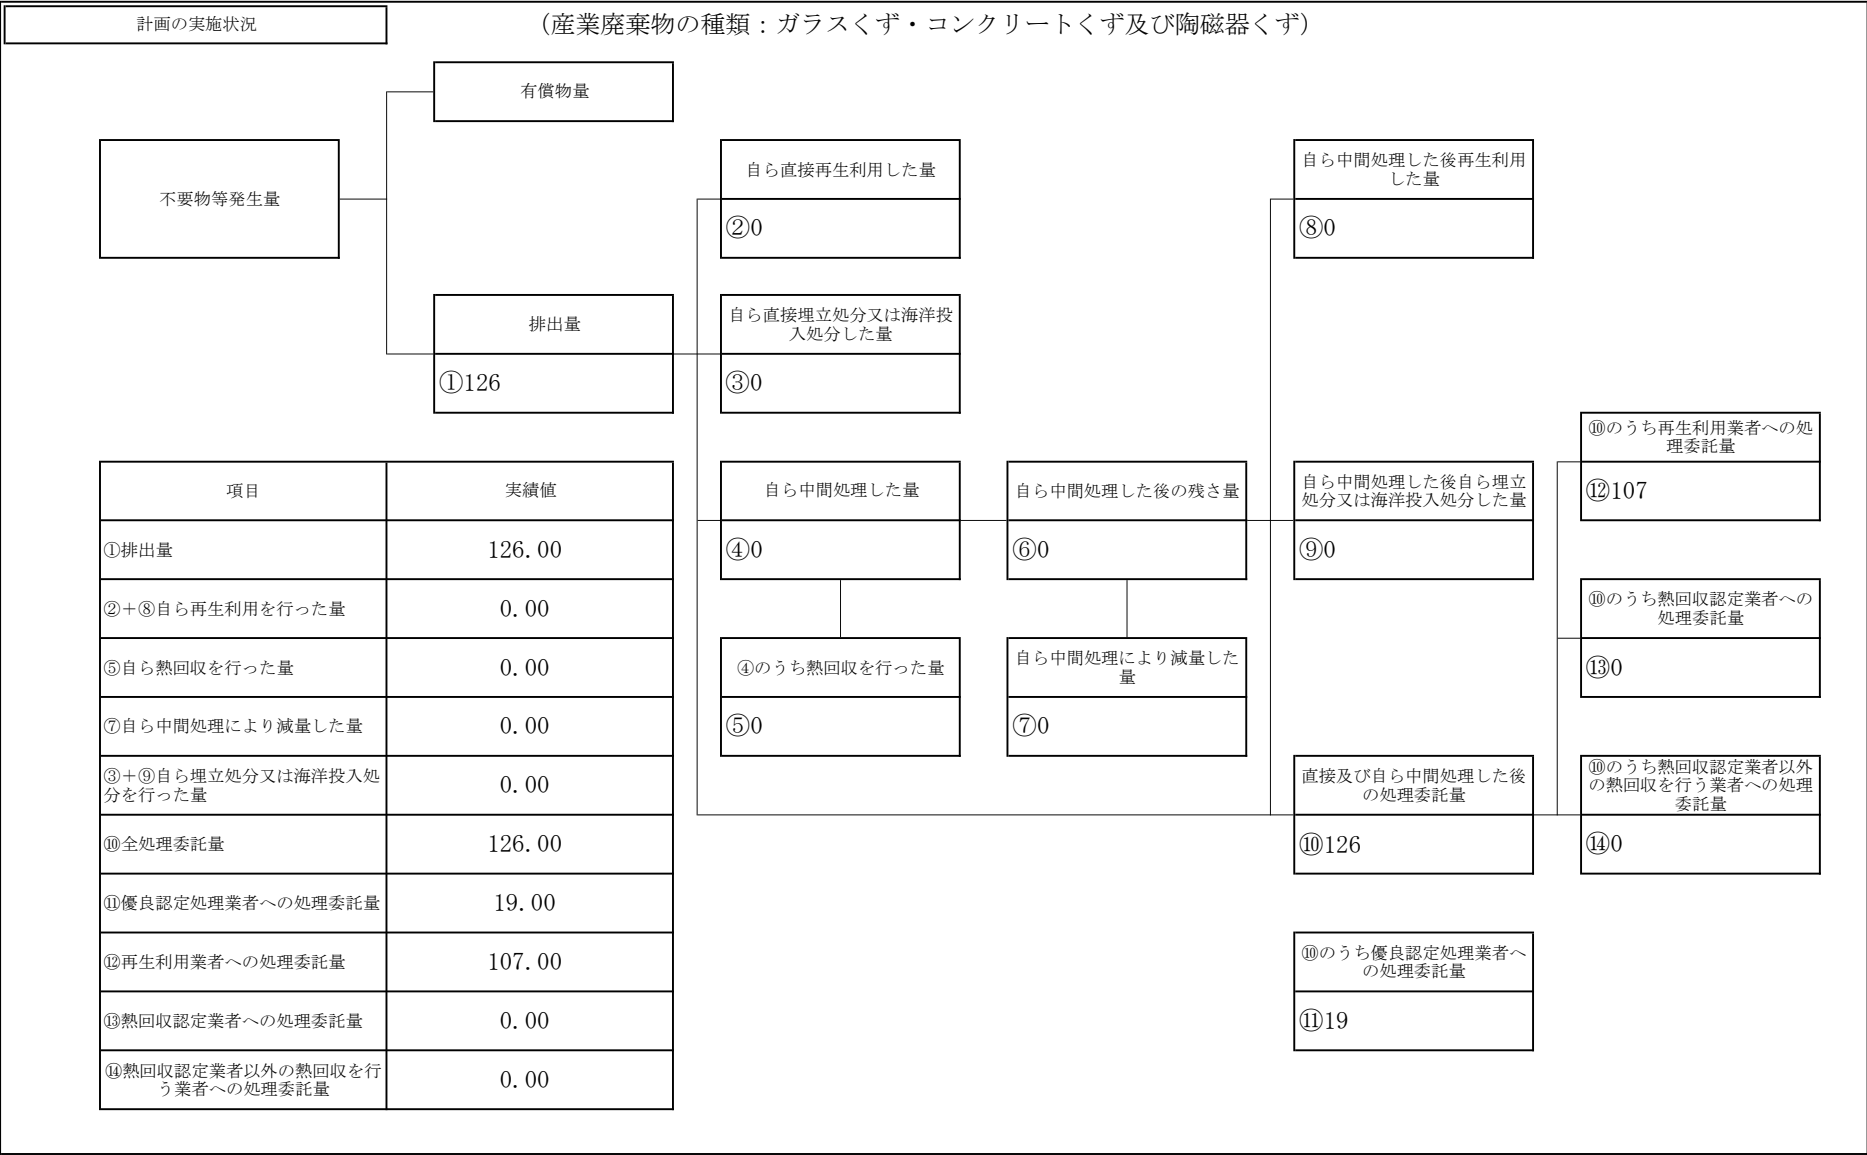 計画の実施状況
（産業廃棄物の種類：ガラスくず・コンクリートくず及び陶磁器くず）
有償物量
不要物等発生量
自ら直接再生利用した量
②0
自ら中間処理した後再生利用
した量
⑧0
排出量
①126
自ら直接埋立処分又は海洋投
入処分した量
③0
⑩のうち再生利用業者への処
理委託量
⑫107
自ら中間処理した量
④0
自ら中間処理した後の残さ量
⑥0
自ら中間処理した後自ら埋立
処分又は海洋投入処分した量
⑨0
⑩のうち熱回収認定業者への
処理委託量
⑬0
④のうち熱回収を行った量
⑤0
自ら中間処理により減量した
量
⑦0
直接及び自ら中間処理した後
の処理委託量
⑩126
⑩のうち熱回収認定業者以外
の熱回収を行う業者への処理
委託量
⑭0
⑩のうち優良認定処理業者へ
の処理委託量
⑪19
項目 実績値
①排出量 126.00
②＋⑧自ら再生利用を行った量 0.00
⑤自ら熱回収を行った量 0.00
⑦自ら中間処理により減量した量 0.00
③＋⑨自ら埋立処分又は海洋投入処
分を行った量 0.00
⑩全処理委託量 126.00
⑪優良認定処理業者への処理委託量 19.00
⑫再生利用業者への処理委託量 107.00
⑬熱回収認定業者への処理委託量 0.00
⑭熱回収認定業者以外の熱回収を行
う業者への処理委託量 0.00